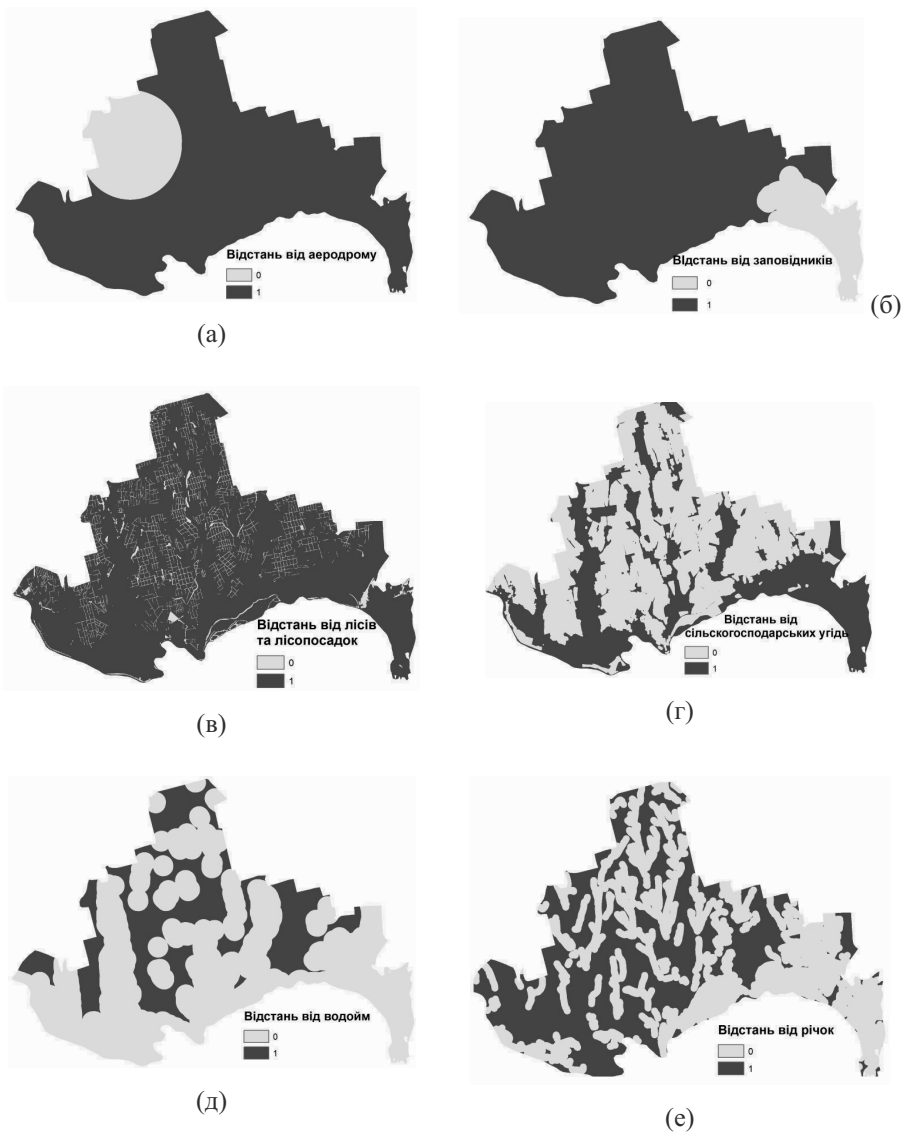 Відстань від аеродрому
0
1
(а)
Відстань від заповідників
0
1
(б)
Відстань від лісів
та лісопосадок
0
1
(в)
Відстань від
сільскогосподарських угідь
0
1
(г)
Відстань від водойм
0
1
(д)
Відстань від річок
0
1
(е)